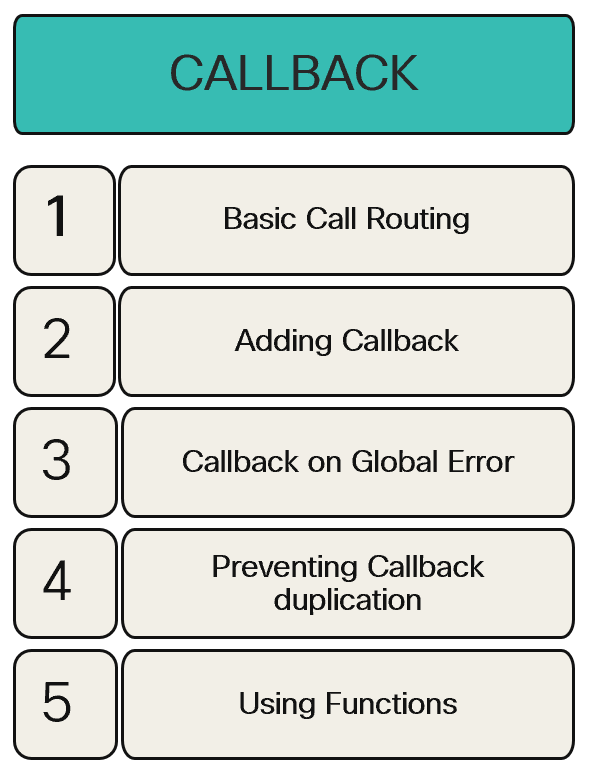 CALLBACK
1
Basic Call Routing
2
Adding Callback
3
Callback on Global Error
4
Preventing Callback
duplication
5
Using Functions